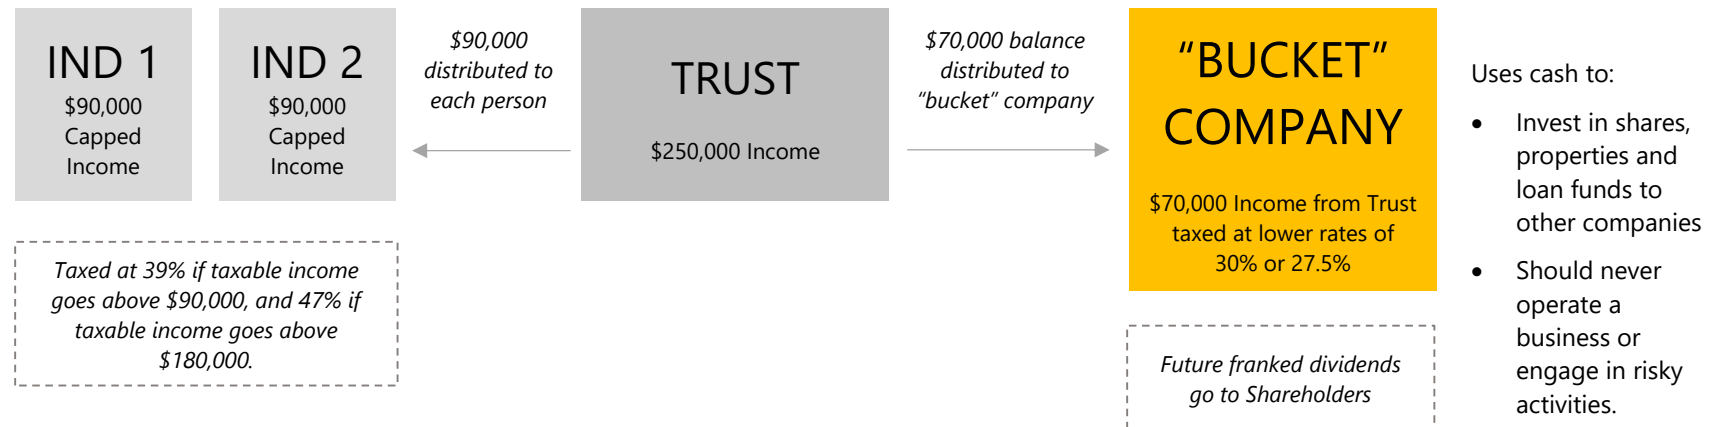 IND 1
$90,000
Capped
Income
IND 2
$90,000
Capped
Income
$90,000
distributed to
each person
TRUST
$250,000 Income
$70,000 balance
distributed to
“bucket” company
“BUCKET”
COMPANY
$70,000 Income from Trust
taxed at lower rates of
30% or 27.5%
Uses cash to:
• Invest in shares,
properties and
loan funds to
other companies
• Should never
operate a
business or
engage in risky
activities.
Taxed at 39% if taxable income
goes above $90,000, and 47% if
taxable income goes above
$180,000.
Future franked dividends
go to Shareholders